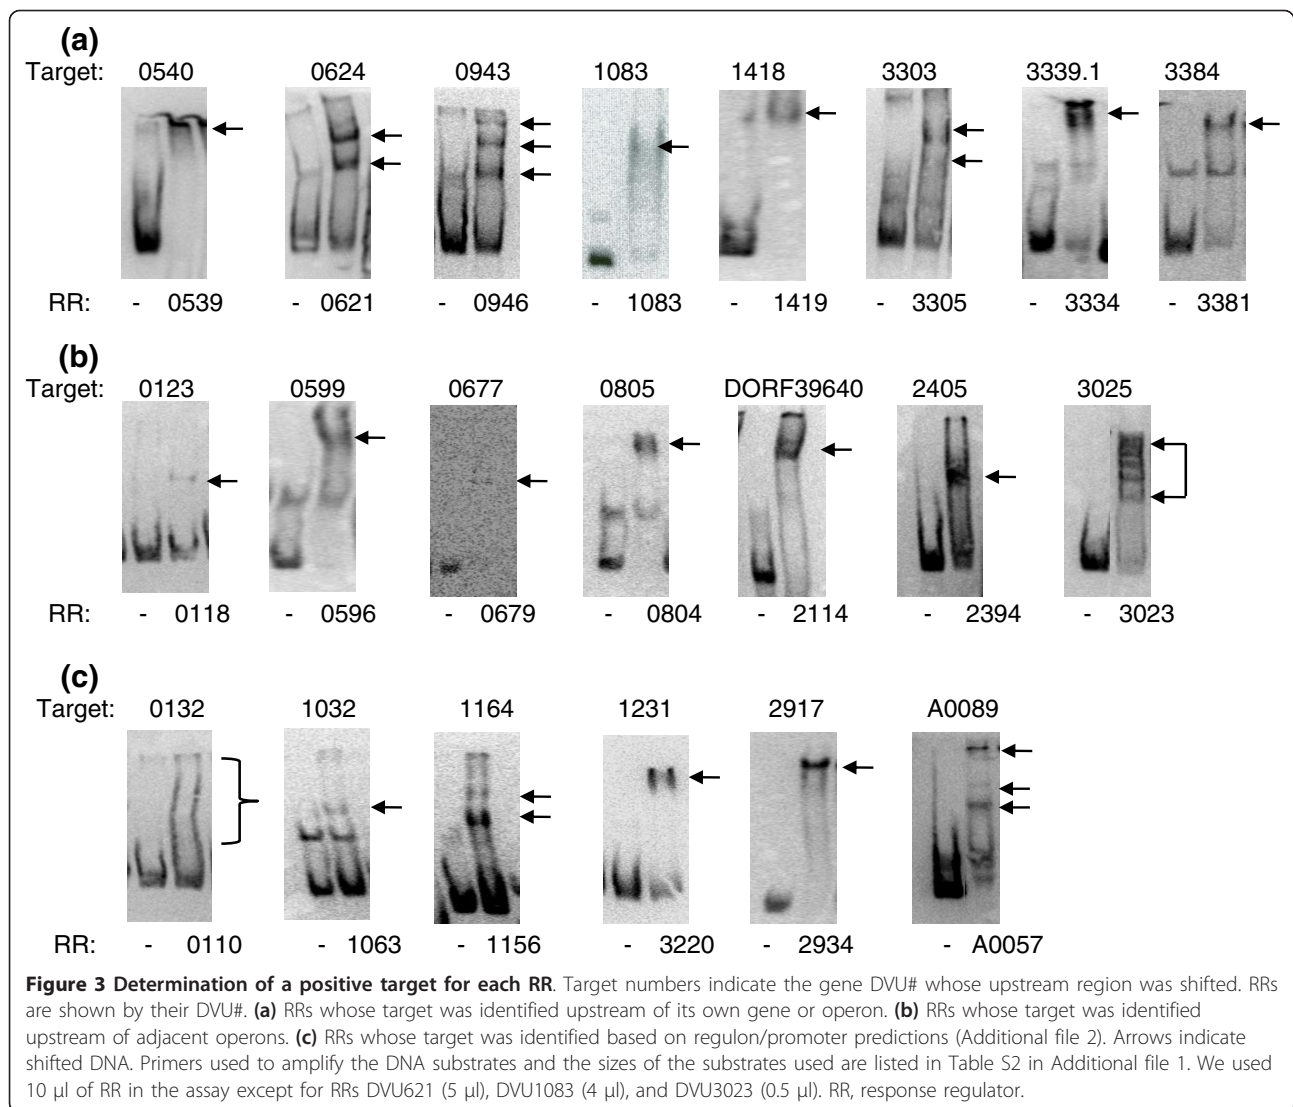 (a)
Target: 0540 0624 0943 1083 1418 3303 3339.1 3384
RR: - 0539 - 0621 - 0946 - 1083 - 1419 - 3305 - 3334 - 3381
(b)
Target: 0123 0599 0677 0805 DORF39640 2405 3025
RR: - 0118 - 0596 - 0679 - 0804 - 2114 - 2394 - 3023
(c)
Target: 0132 1032 1164 1231 2917 A0089
RR: - 0110 - 1063 - 1156 - 3220 - 2934 - A0057
Figure 3 Determination of a positive target for each RR. Target numbers indicate the gene DVU# whose upstream region was shifted. RRs
are shown by their DVU#. (a) RRs whose target was identified upstream of its own gene or operon. (b) RRs whose target was identified
upstream of adjacent operons. (c) RRs whose target was identified based on regulon/promoter predictions (Additional file 2). Arrows indicate
shifted DNA. Primers used to amplify the DNA substrates and the sizes of the substrates used are listed in Table S2 in Additional file 1. We used
10 μl of RR in the assay except for RRs DVU621 (5 μl), DVU1083 (4 μl), and DVU3023 (0.5 μl). RR, response regulator.